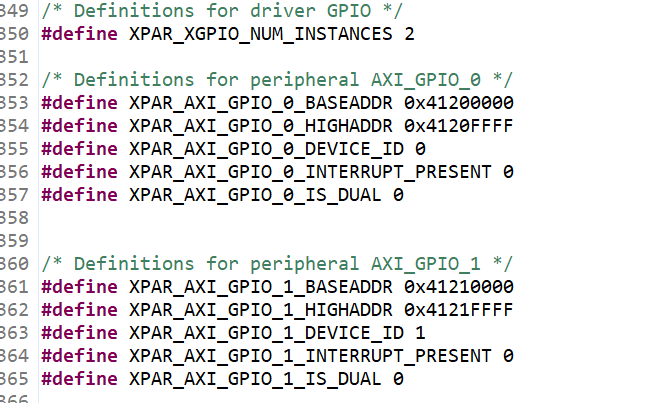 349 /* Definitions for driver GPIO */
350 #define XPAR_XGPIO_NUM_INSTANCES 2
351
352 /* Definitions for peripheral AXI_GPIO_0 */
353 #define XPAR_AXI_GPIO_0_BASEADDR 0x41200000
354 #define XPAR_AXI_GPIO_0_HIGHADDR 0x4120FFFF
355 #define XPAR_AXI_GPIO_0_DEVICE_ID 0
356 #define XPAR_AXI_GPIO_0_INTERRUPT_PRESENT 0
357 #define XPAR_AXI_GPIO_0_IS_DUAL 0
358
359
360 /* Definitions for peripheral AXI_GPIO_1 */
361 #define XPAR_AXI_GPIO_1_BASEADDR 0x41210000
362 #define XPAR_AXI_GPIO_1_HIGHADDR 0x4121FFFF
363 #define XPAR_AXI_GPIO_1_DEVICE_ID 1
364 #define XPAR_AXI_GPIO_1_INTERRUPT_PRESENT 0
365 #define XPAR_AXI_GPIO_1_IS_DUAL 0